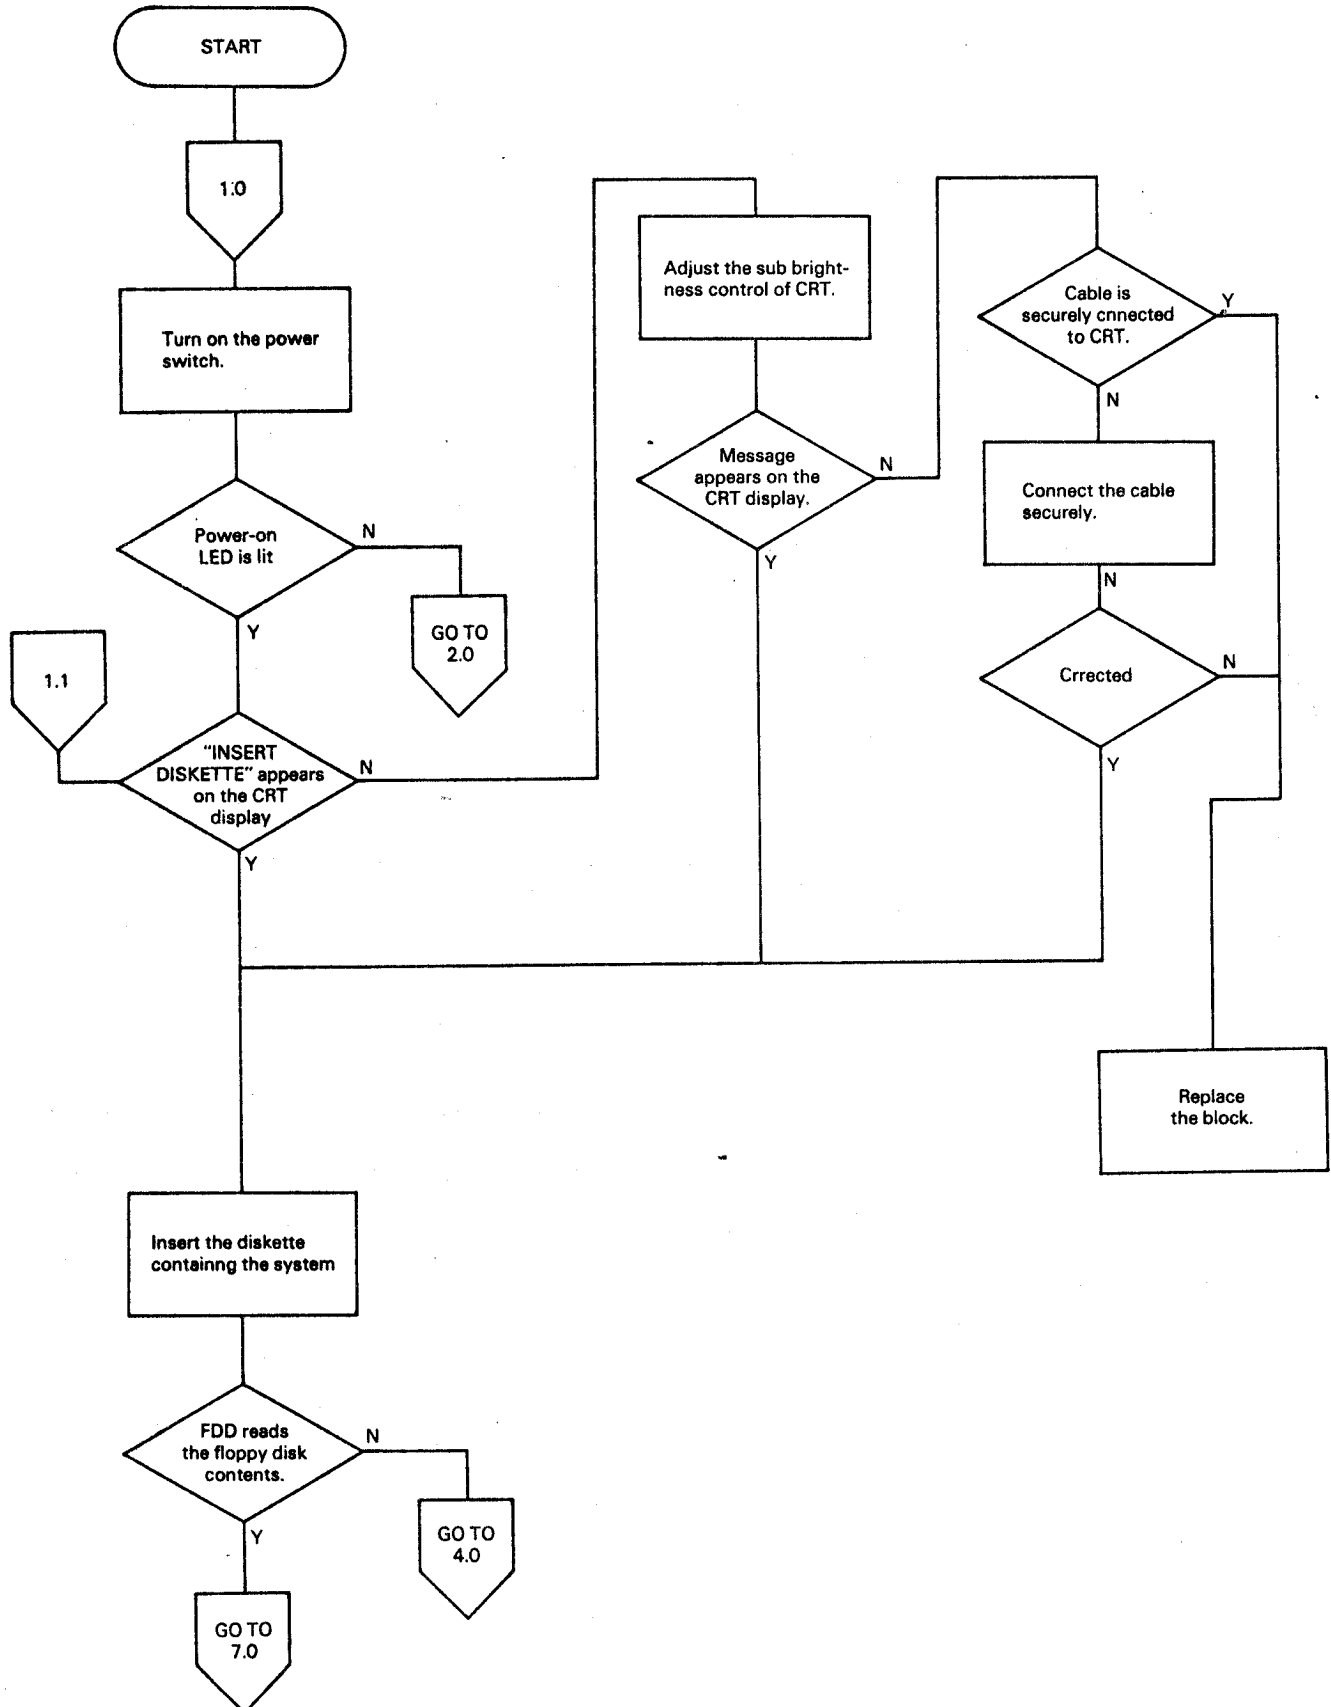 START
1.0
Turn on the power
switch.
Power-on
LED is lit
N
Y
GO TO
2.0
1.1
"INSERT
DISKETTE" appears
on the CRT
display
N
Y
Adjust the sub bright-
ness control of CRT.
Message
appears on the
CRT display.
N
Y
Cable is
securely cnnected
to CRT.
Y
N
Connect the cable
securely.
N
Crrected
N
Y
Replace
the block.
Insert the diskette
containng the system
FDD reads
the floppy disk
contents.
N
Y
GO TO
4.0
GO TO
7.0